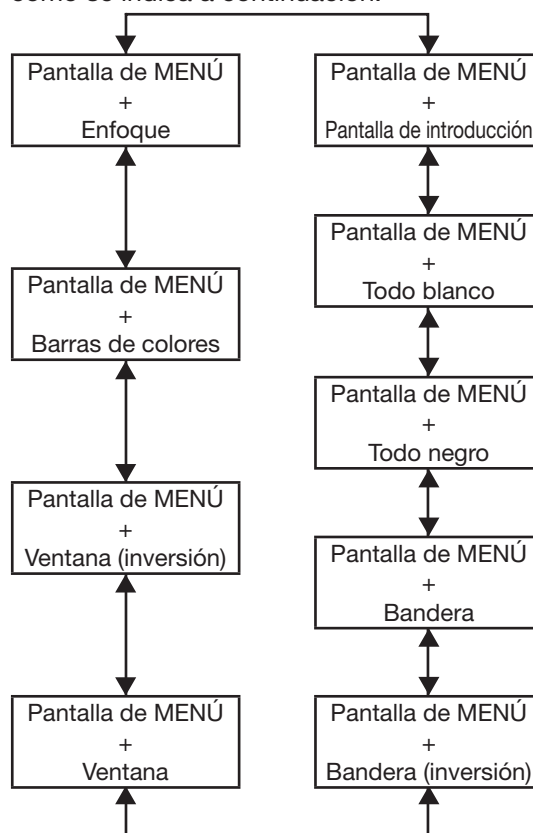 como se indica a continuación.
Pantalla de MENÚ
+
Enfoque
Pantalla de MENÚ
+
Barras de colores
Pantalla de MENÚ
+
Ventana (inversión)
Pantalla de MENÚ
+
Ventana
Pantalla de MENÚ
+
Pantalla de introducción
Pantalla de MENÚ
+
Todo blanco
Pantalla de MENÚ
+
Todo negro
Pantalla de MENÚ
+
Bandera
Pantalla de MENÚ
+
Bandera (inversión)